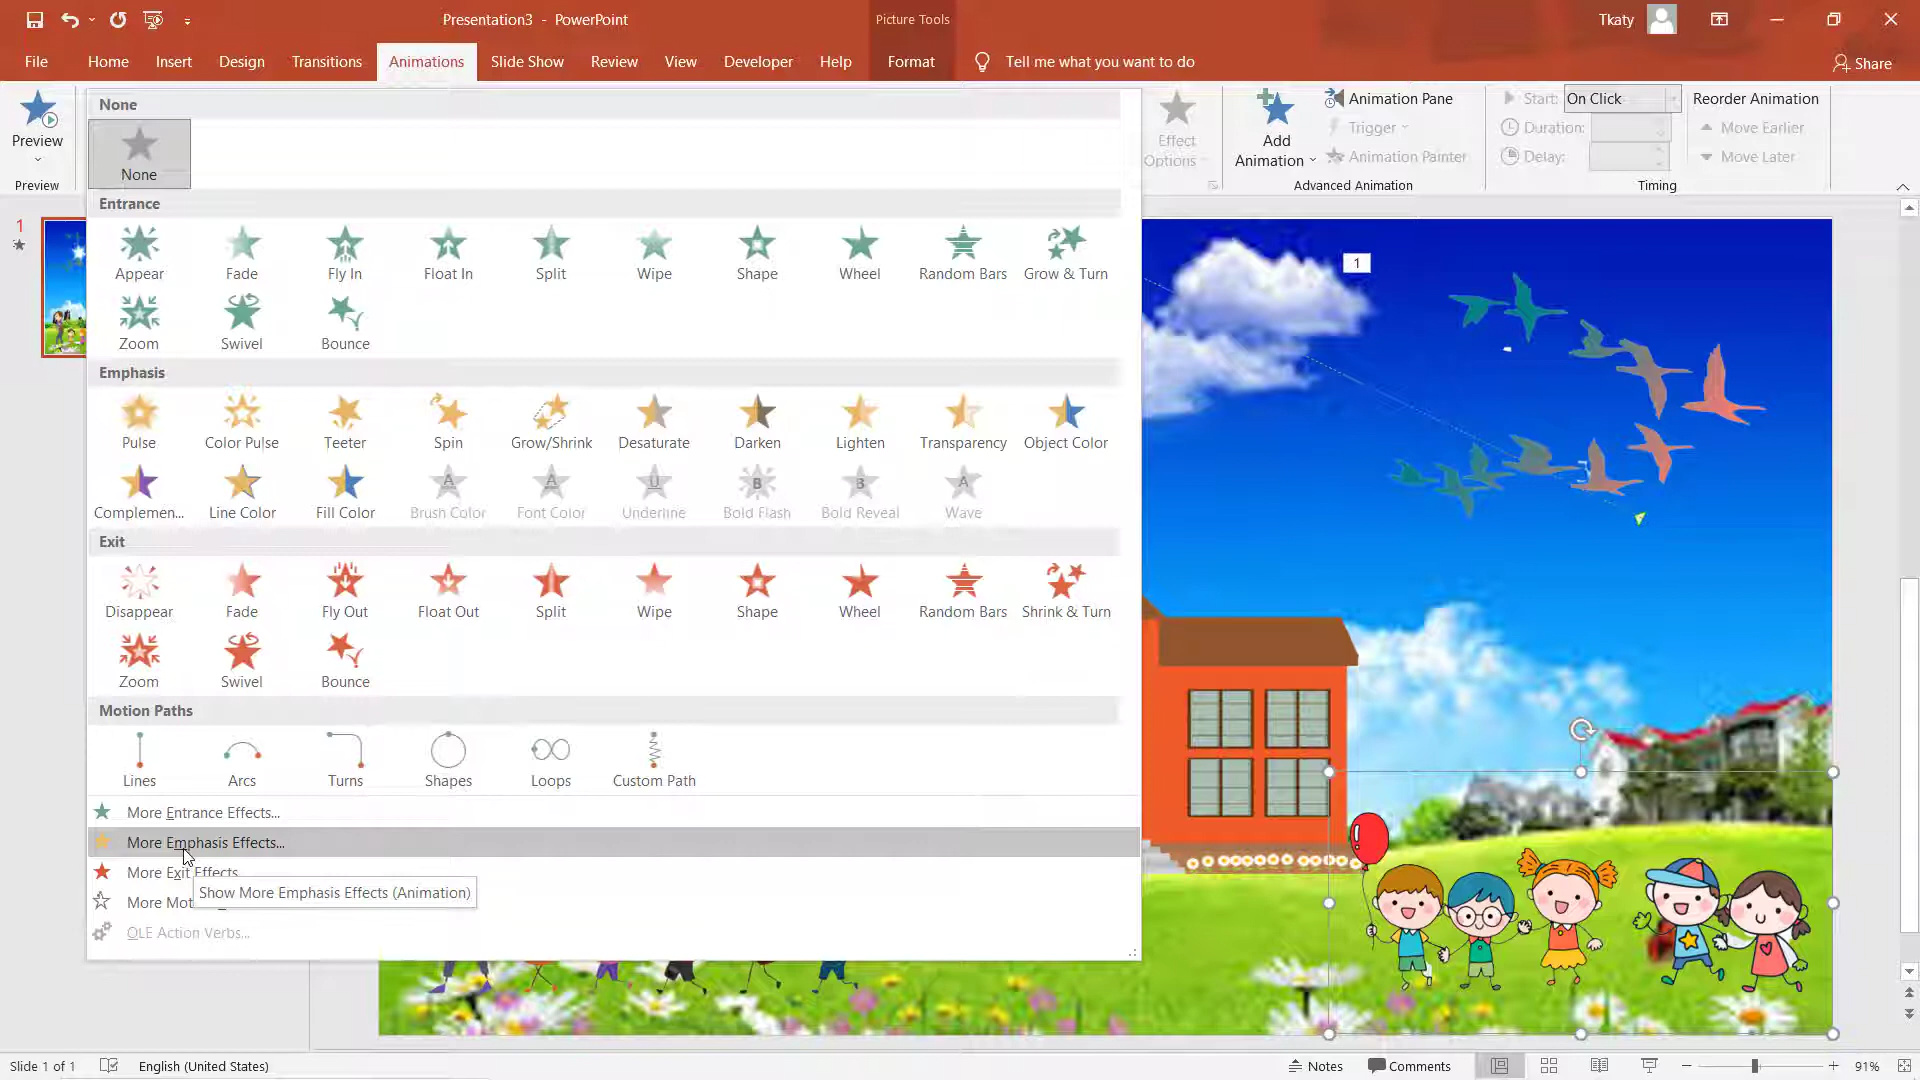 Presentation3 - PowerPoint
Picture Tools
Tkaty
File
Home
Insert
Design
Transitions
Animations
Slide Show
Review
View
Developer
Help
Format
Tell me what you want to do
Share
Preview
Preview
None
None
Entrance
Appear
Fade
Fly In
Float In
Split
Wipe
Shape
Wheel
Random Bars
Grow & Turn
Zoom
Swivel
Bounce
Emphasis
Pulse
Color Pulse
Teeter
Spin
Grow/Shrink
Desaturate
Darken
Lighten
Transparency
Object Color
Complemen...
Line Color
Fill Color
Brush Color
Font Color
Underline
Bold Flash
Bold Reveal
Wave
Exit
Disappear
Fade
Fly Out
Float Out
Split
Wipe
Shape
Wheel
Random Bars
Shrink & Turn
Zoom
Swivel
Bounce
Motion Paths
Lines
Arcs
Turns
Shapes
Loops
Custom Path
More Entrance Effects...
More Emphasis Effects...
More Exit Effects
Show More Emphasis Effects (Animation)
More
OLE Action Verbs...
Effect
Options
Add
Animation
Animation Pane
Trigger
Animation Painter
Advanced Animation
Start:
On Click
Duration:
Delay:
Reorder Animation
Move Earlier
Move Later
Timing
1
1
Slide 1 of 1
English (United States)
Notes
Comments
91%